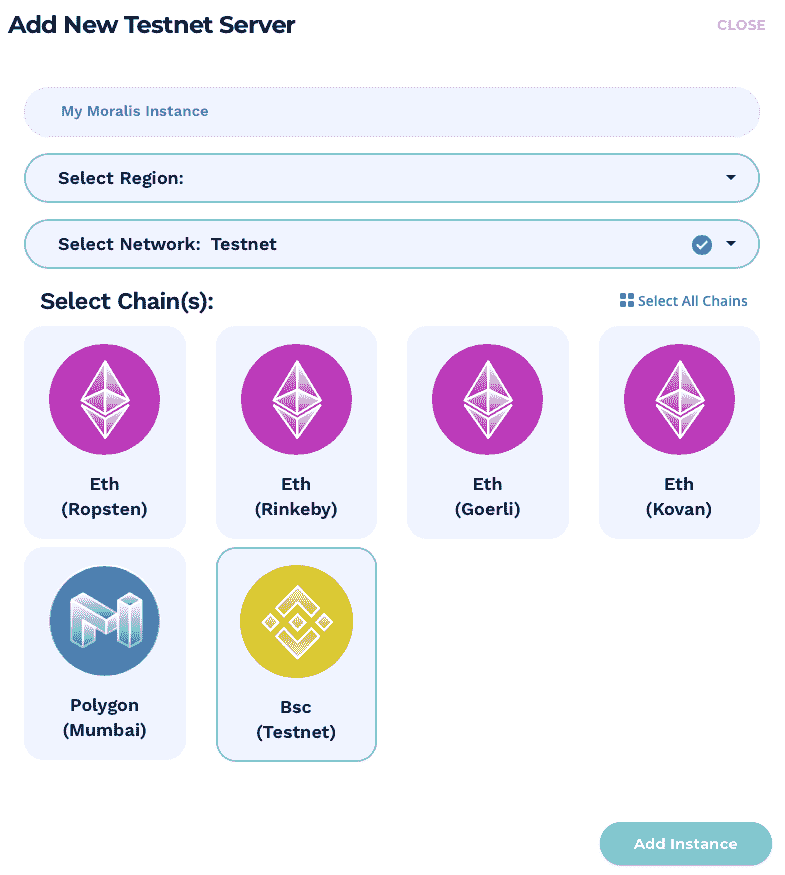 Add New Testnet Server
CLOSE
My Moralis Instance
Select Region:
Select Network: Testnet
Select Chain(s):
Select All Chains
Eth
(Ropsten)
Eth
(Rinkeby)
Eth
(Goerli)
Eth
(Kovan)
Polygon
(Mumbai)
Bsc
(Testnet)
Add Instance